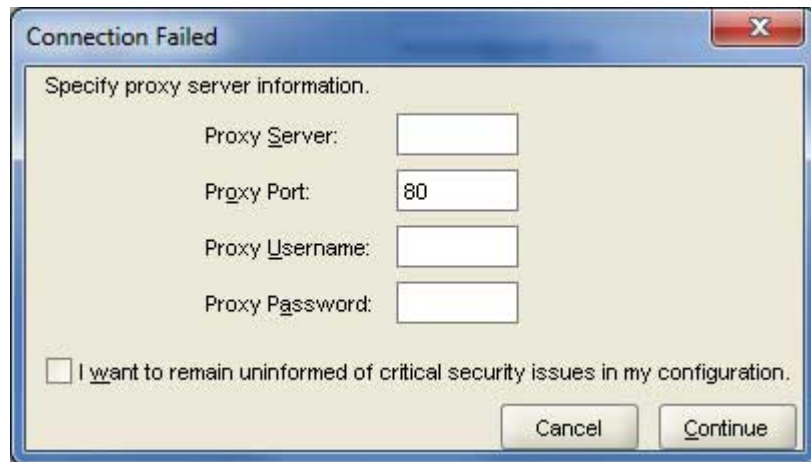 Connection Failed
Specify proxy server information.
Proxy Server:
Proxy Port: 80
Proxy Username:
Proxy Password:
I want to remain uninformed of critical security issues in my configuration.
Cancel Continue